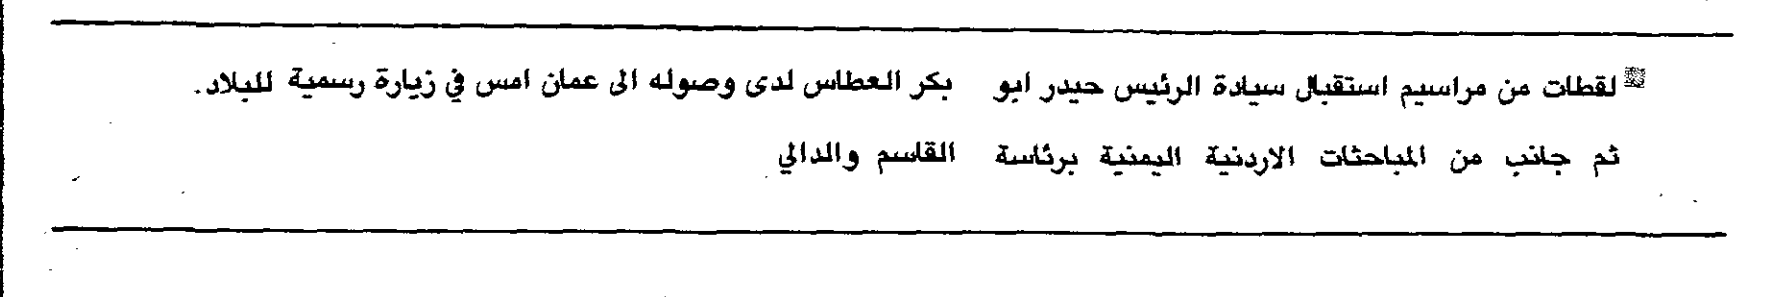 لقطات من مراسيم استقبال سيادة الرئيس حيدر ابو بكر العطاس لدى وصوله الى عمان امس في زيارة رسمية للبلاد.
ثم جانب من المباحثات الاردنية اليمنية برئاسة القاسم والدالي